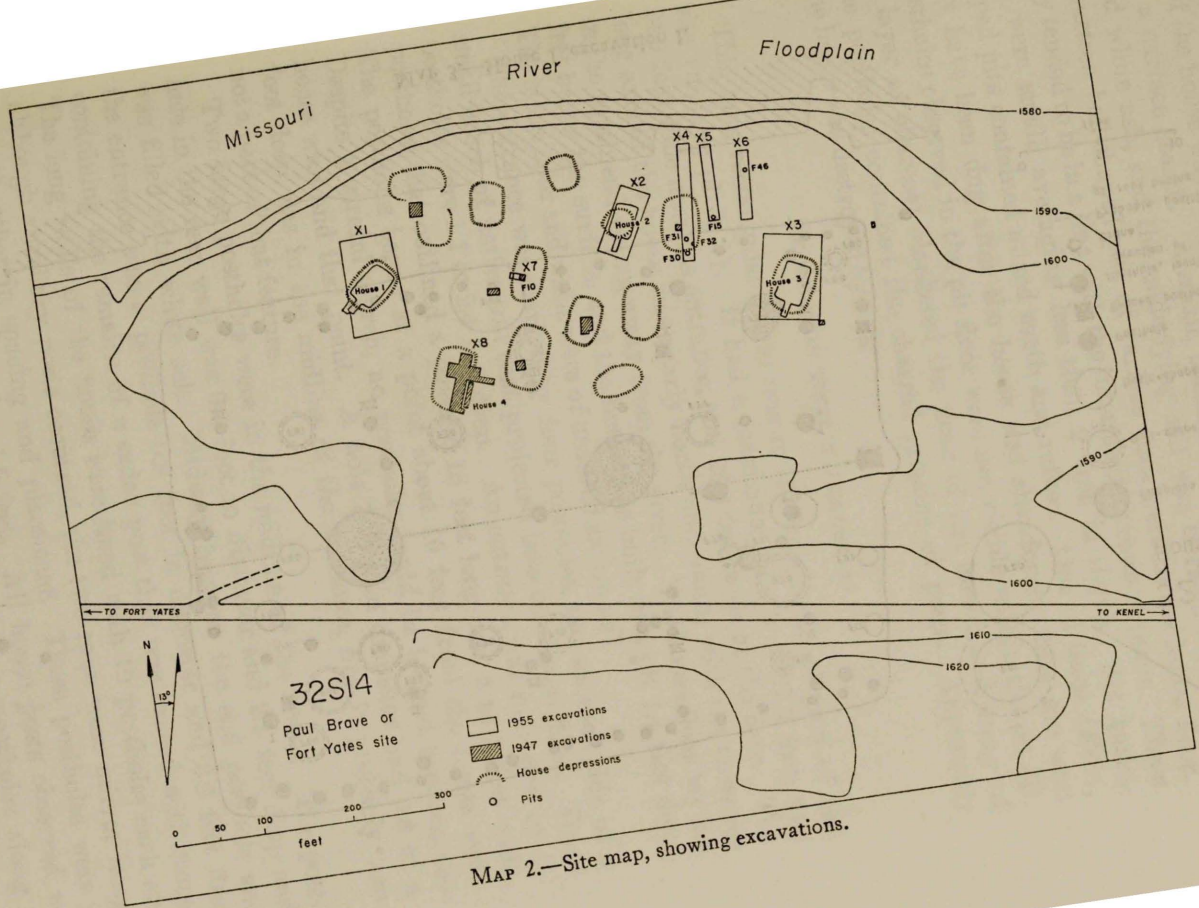 Missouri River Floodplain
1580
1590
1600
X4 X5 X6
F46
X2
House 2
F31
F15
F32
F30
X3
House 3
X1
House 1
X7
F10
X8
House 4
1590
1600
← TO FORT YATES
TO KENEL →
1610
1620
N
13°
32SI4
Paul Brave or
Fort Yates site
1955 excavations
1947 excavations
House depressions
Pits
0 50 100 200 300
feet
MAP 2.—Site map, showing excavations.